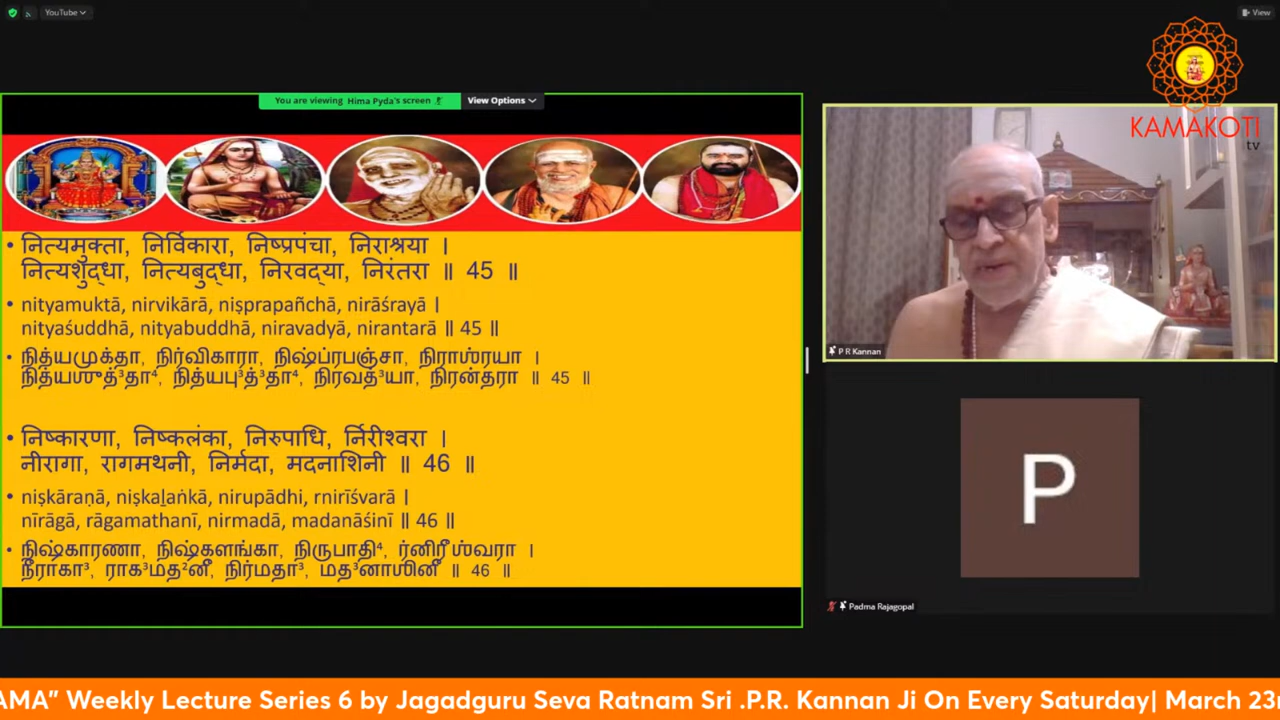 YouTube
View
KAMAKOTI
tv
You are viewing Hima Pyda's screen
View Options
• नित्यमुक्ता, निर्विकारा, निष्प्रपंचा, निराश्रया ।
नित्यशुद्धा, नित्यबुद्धा, निरवद्या, निरंतरा ॥ 45 ॥
• nityamuktā, nirvikārā, niṣprapañchā, nirāśrayā |
nityaśuddhā, nityabuddhā, niravadyā, nirantarā ‖ 45 ‖
• நித்யமுக்தா, நிர்விகாரா, நிஷ்ப்ரபஞ்சா, நிராஶ்ரயா ।
நித்யஶுத்³தா⁴, நித்யபு³த்³தா⁴, நிரவத்³யா, நிரன்தரா ॥ 45 ॥
• निष्कारणा, निष्कलंका, निरुपाधि, र्निरीश्वरा ।
नीरागा, रागमथनी, निर्मदा, मदनाशिनी ॥ 46 ॥
• niṣkāraṇā, niṣkaḻaṅkā, nirupādhi, rnirīśvarā |
nīrāgā, rāgamathanī, nirmadā, madanāśinī ‖ 46 ‖
• நிஷ்காரணா, நிஷ்களங்கா, நிருபாதி⁴, ர்னிரீஶ்வரா ।
நீராகா³, ராக³மத²னீ, நிர்மதா³, மத³னாஶினீ ॥ 46 ॥
P R Kannan
P
Padma Rajagopal
AMA" Weekly Lecture Series 6 by Jagadguru Seva Ratnam Sri .P.R. Kannan Ji On Every Saturday| March 23